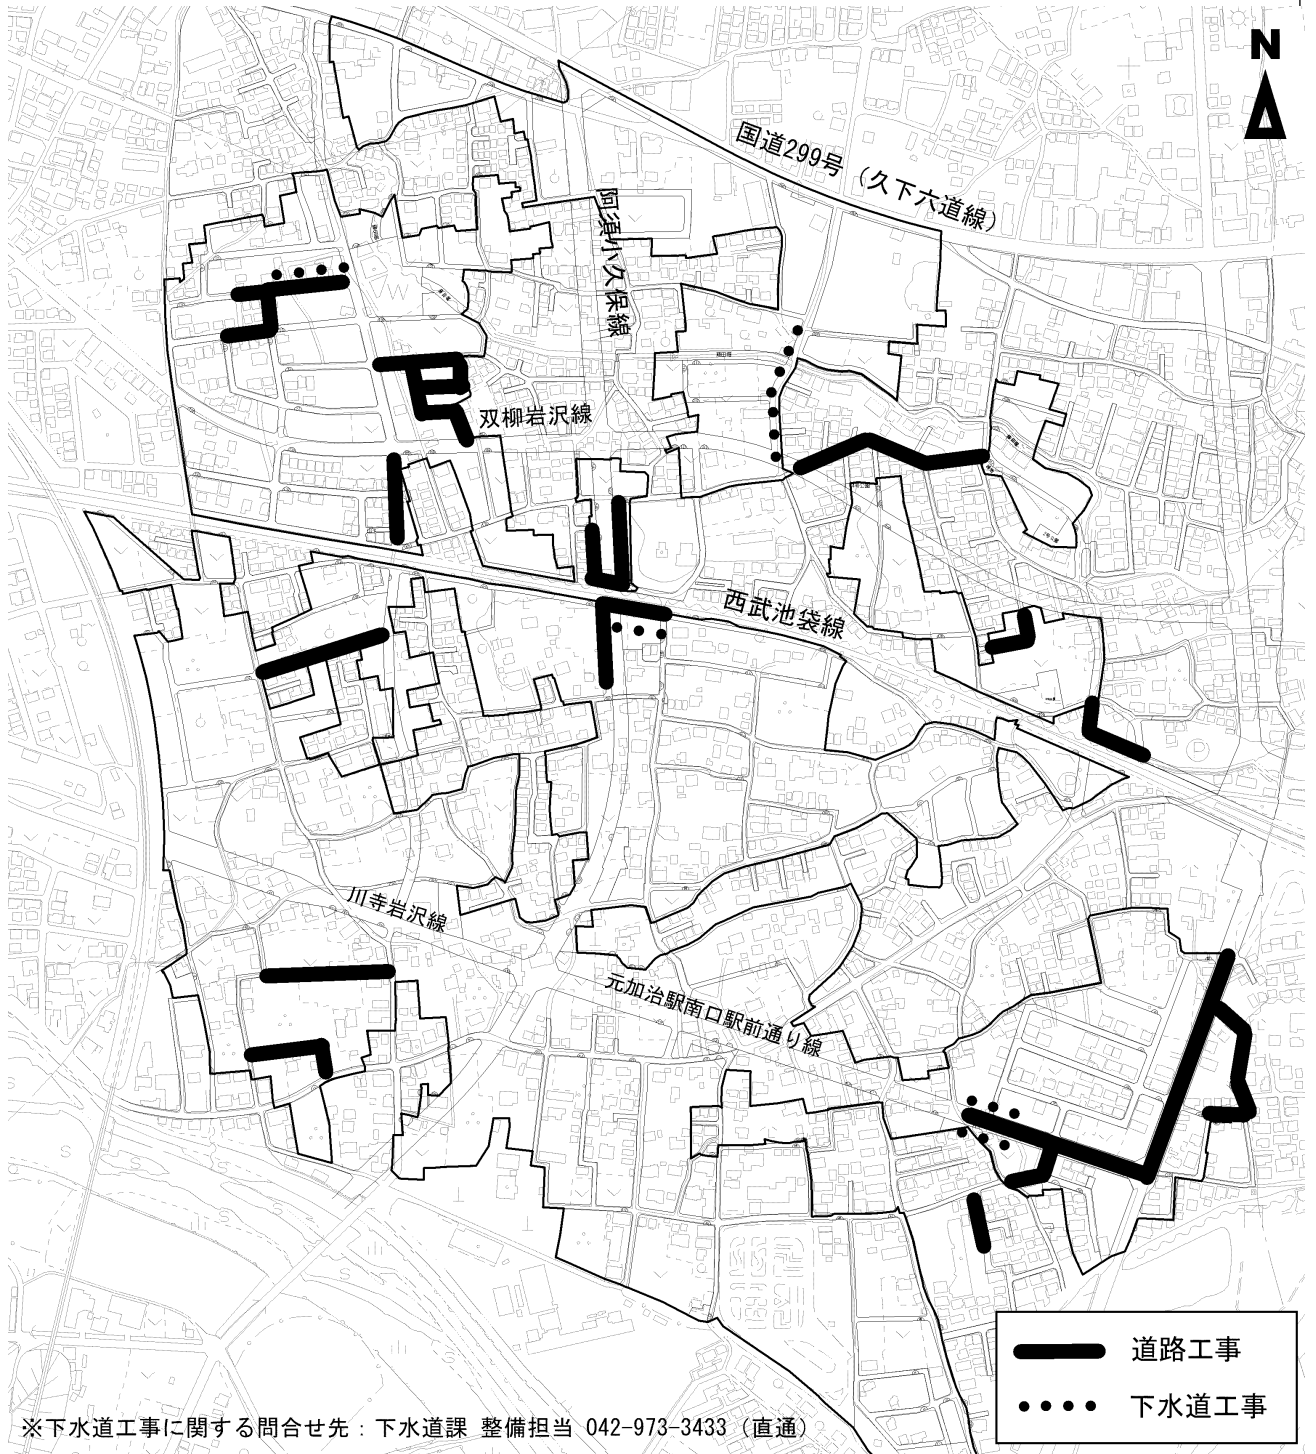 N
国道299号（久下六道線）
阿須小久保線
双柳岩沢線
西武池袋線
川寺岩沢線
元加治駅南口駅前通り線
道路工事
下水道工事
※下水道工事に関する問合せ先：下水道課 整備担当 042-973-3433（直通）